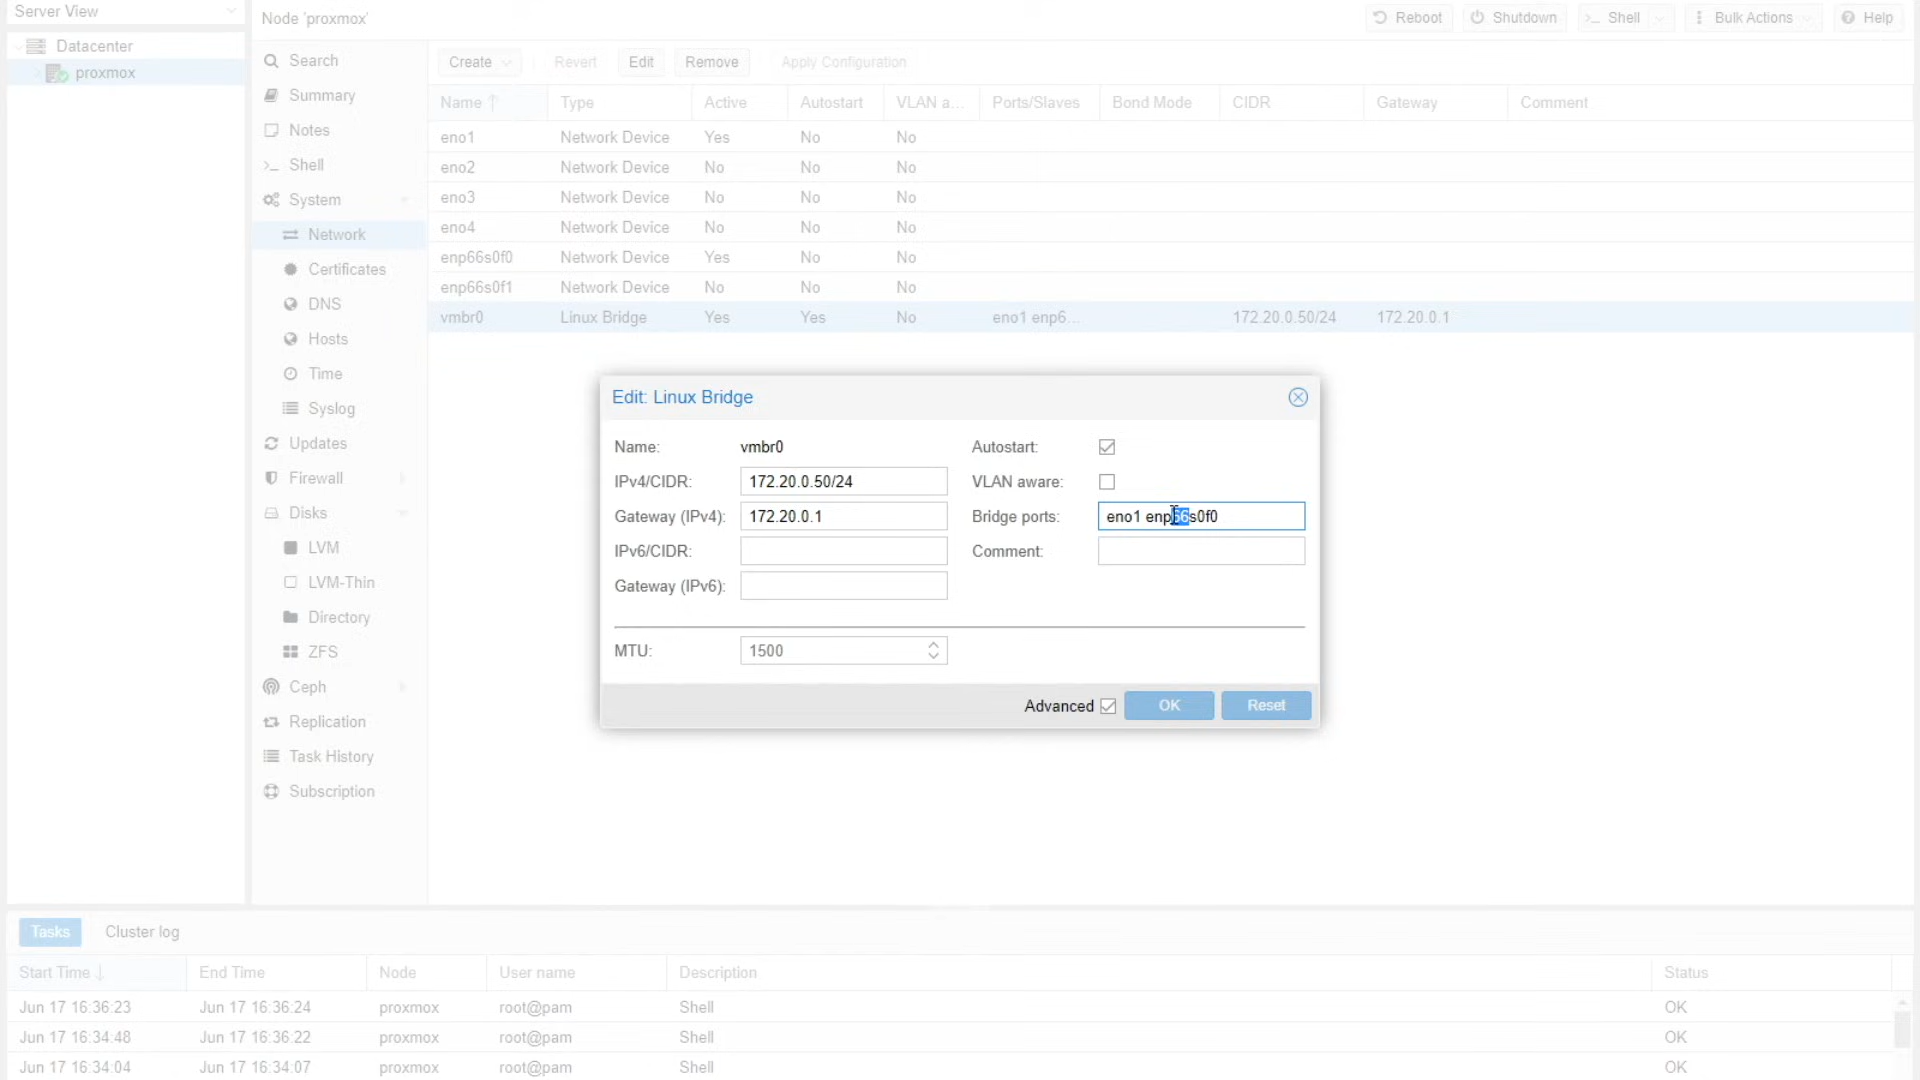 Server View
Node 'proxmox'
Reboot Shutdown Shell Bulk Actions Help
Datacenter
proxmox
Search
Summary
Notes
Shell
System
Network
Certificates
DNS
Hosts
Time
Syslog
Updates
Firewall
Disks
LVM
LVM-Thin
Directory
ZFS
Ceph
Replication
Task History
Subscription
Create Revert Edit Remove Apply Configuration
Name Type Active Autostart VLAN a... Ports/Slaves Bond Mode CIDR Gateway Comment
eno1 Network Device Yes No No
eno2 Network Device No No No
eno3 Network Device No No No
eno4 Network Device No No No
enp66s0f0 Network Device Yes No No
enp66s0f1 Network Device No No No
vmbr0 Linux Bridge Yes Yes No eno1 enp6... 172.20.0.50/24 172.20.0.1
Edit: Linux Bridge
Name: vmbr0 Autostart:
IPv4/CIDR: 172.20.0.50/24 VLAN aware:
Gateway (IPv4): 172.20.0.1 Bridge ports: eno1 enp66s0f0
IPv6/CIDR: Comment:
Gateway (IPv6):
MTU: 1500
Advanced OK Reset
Tasks Cluster log
Start Time End Time Node User name Description Status
Jun 17 16:36:23 Jun 17 16:36:24 proxmox root@pam Shell OK
Jun 17 16:34:48 Jun 17 16:36:22 proxmox root@pam Shell OK
Jun 17 16:34:04 Jun 17 16:34:07 proxmox root@pam Shell OK